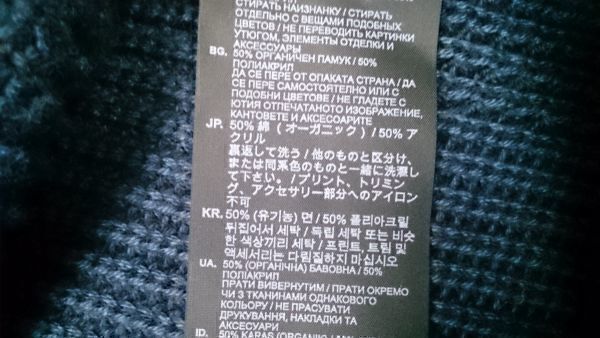 СТИРАТЬ НАИЗНАНКУ / СТИРАТЬ
ОТДЕЛЬНО С ВЕЩАМИ ПОДОБНЫХ
ЦВЕТОВ / НЕ ПЕРЕВОДИТЬ КАРТИНКИ
УТЮГОМ, ЭЛЕМЕНТЫ ОТДЕЛКИ И
АКСЕССУАРЫ
BG. 50% ОРГАНИЧЕН ПАМУК / 50%
ПОЛИАКРИЛ
ДА СЕ ПЕРЕ ОТ ОПАКАТА СТРАНА / ДА
СЕ ПЕРЕ САМОСТОЯТЕЛНО ИЛИ С
ПОДОБНИ ЦВЕТОВЕ / НЕ ГЛАДЕТЕ С
ЮТИЯ ОТПЕЧАТАНОТО ИЗОБРАЖЕНИЕ,
КАНТОВЕТЕ И АКСЕСОАРИТЕ
JP. 50% 綿 ( オーガニック ) / 50% ア
クリル
裏返して洗う / 他のものと区分け、
または同系色のものと一緒に洗濯し
て下さい。 / プリント、トリミン
グ、アクセサリー部分へのアイロン
不可
KR. 50% (유기농) 면 / 50% 폴리아크릴
뒤집어서 세탁 / 독립 세탁 또는 비슷
한 색상끼리 세탁 / 프린트, 트림 및
액세서리는 다림질하지 마십시오
UA. 50% (ОРГАНІЧНА) БАВОВНА / 50%
ПОЛІАКРИЛ
ПРАТИ ВИВЕРНУТИМ / ПРАТИ ОКРЕМО
ЧИ З ТКАНИНАМИ ОДНАКОВОГО
КОЛЬОРУ / НЕ ПРАСУВАТИ
ДРУКУВАННЯ, НАКЛАДКИ ТА
АКСЕСУАРИ
ID. 50% KAPAS (ORGANIC)